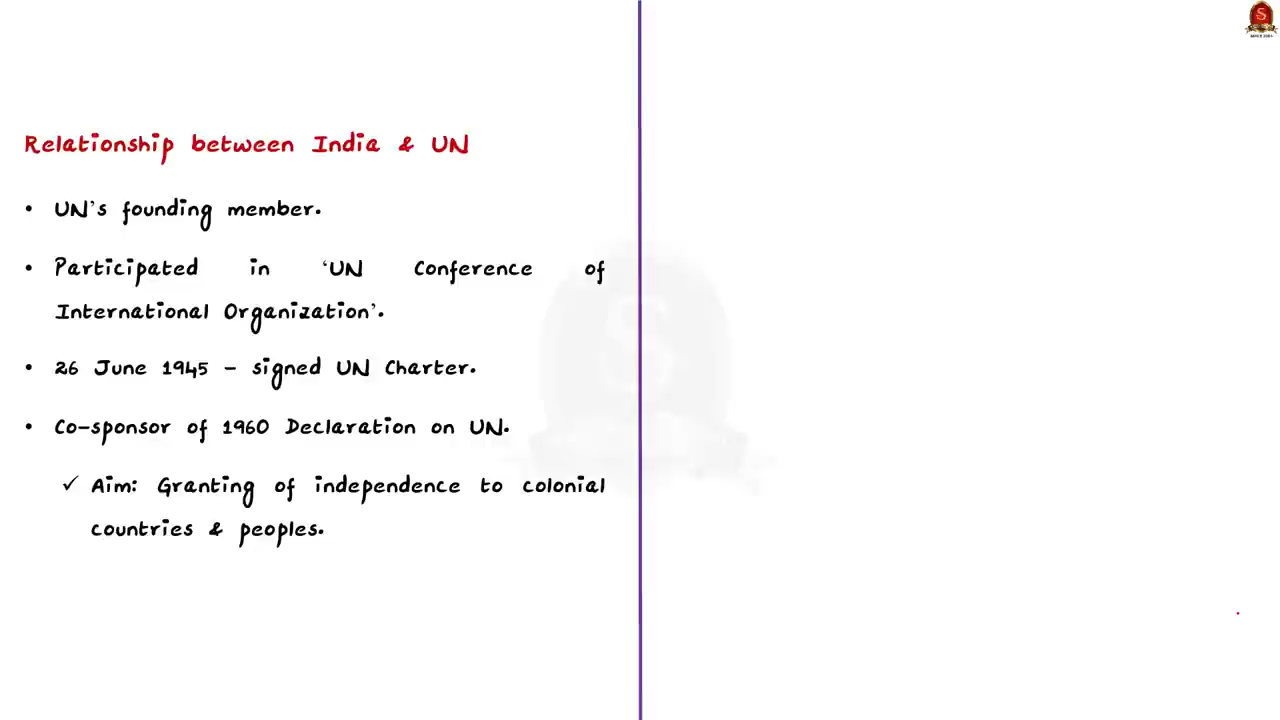 Relationship between India & UN
• UN's founding member.
• Participated in 'UN Conference of
International Organization'.
• 26 June 1945 – signed UN Charter.
• Co-sponsor of 1960 Declaration on UN.
✓ Aim: Granting of independence to colonial
countries & peoples.
S